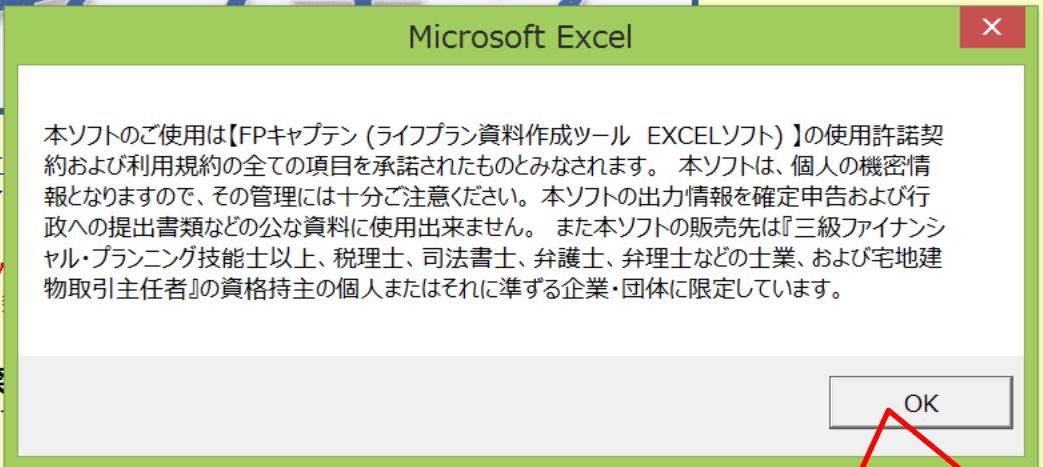 Microsoft Excel
本ソフトのご使用は【FPキャプテン (ライフプラン資料作成ツール　EXCELソフト) 】の使用許諾契
約および利用規約の全ての項目を承諾されたものとみなされます。 本ソフトは、個人の機密情
報となりますので、その管理には十分ご注意ください。本ソフトの出力情報を確定申告および行
政への提出書類などの公な資料に使用出来ません。 また本ソフトの販売先は『三級ファイナンシ
ャル・プランニング技能士以上、税理士、司法書士、弁護士、弁理士などの士業、および宅地建
物取引主任者』の資格持主の個人またはそれに準ずる企業・団体に限定しています。
OK